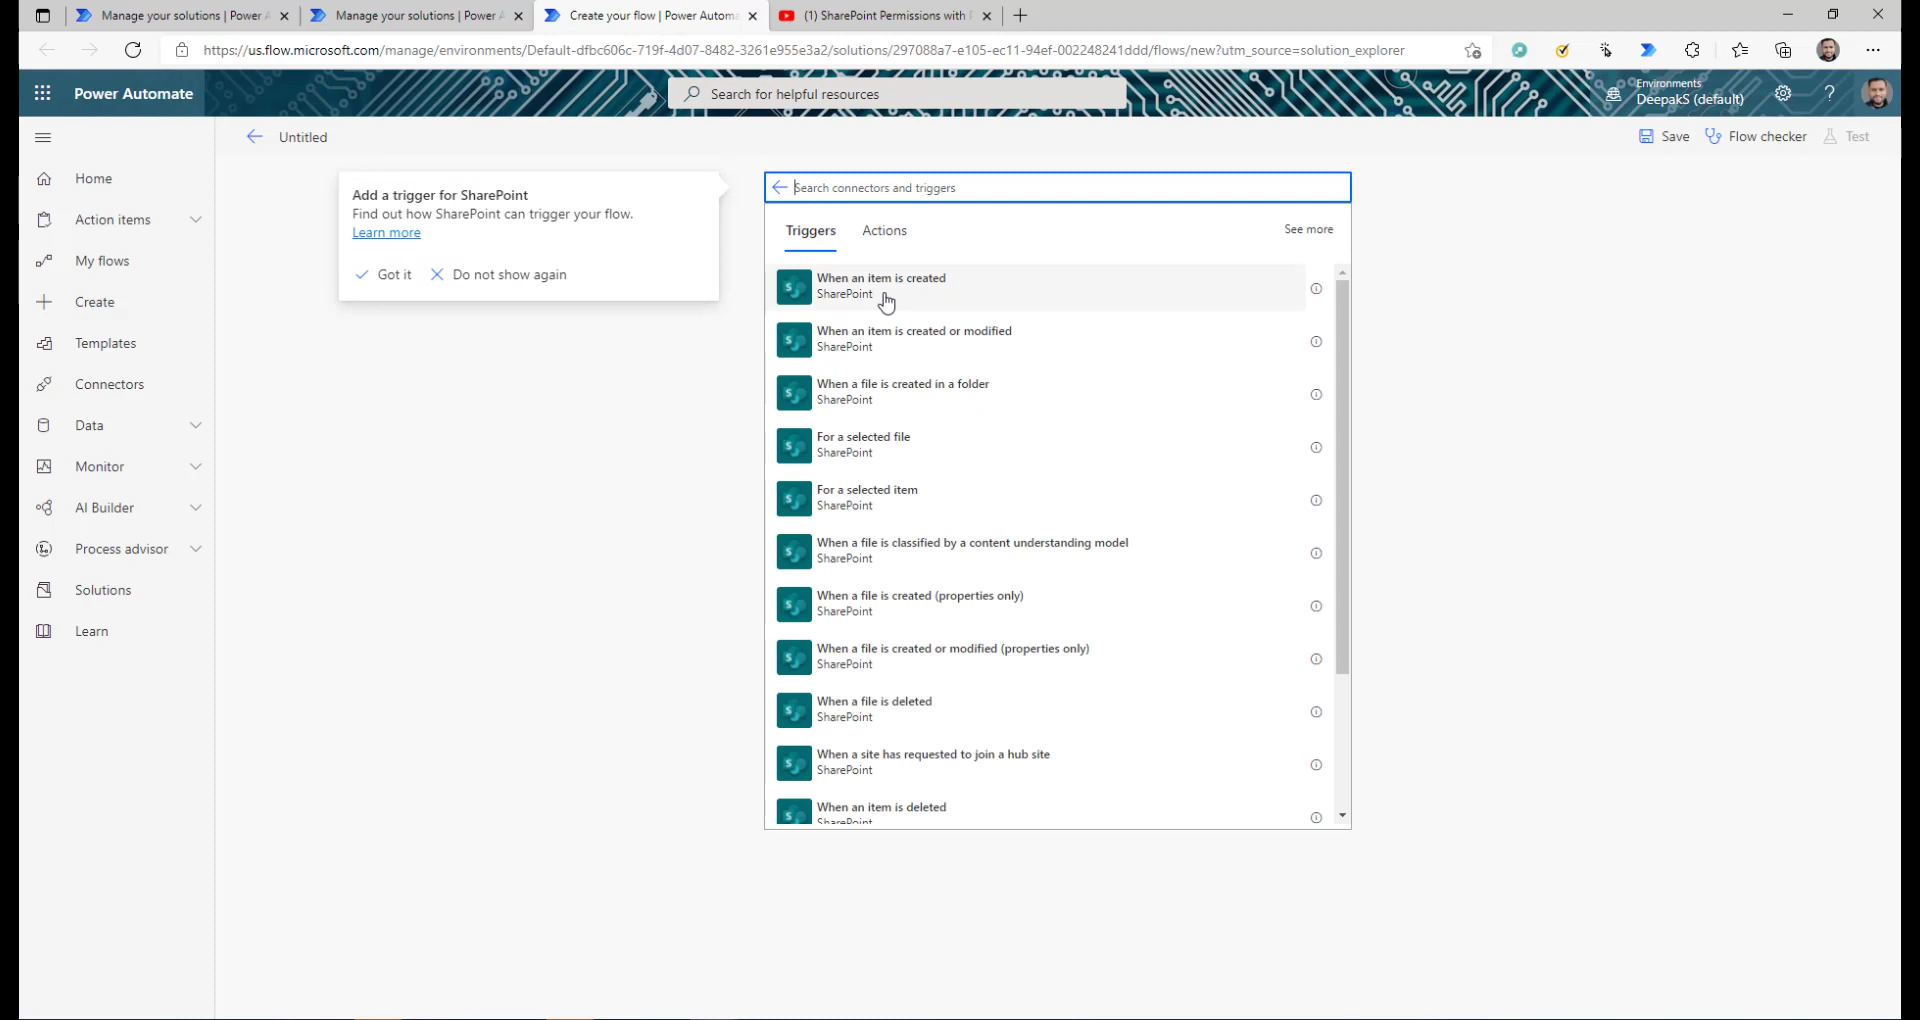 Manage your solutions | Power A
Manage your solutions | Power A
Create your flow | Power Automa
(1) SharePoint Permissions with
https://us.flow.microsoft.com/manage/environments/Default-dfbc606c-719f-4d07-8482-3261e955e3a2/solutions/297088a7-e105-ec11-94ef-002248241ddd/flows/new?utm_source=solution_explorer
Power Automate
Search for helpful resources
Environments
DeepakS (default)
Untitled
Save
Flow checker
Test
Home
Action items
My flows
Create
Templates
Connectors
Data
Monitor
AI Builder
Process advisor
Solutions
Learn
Add a trigger for SharePoint
Find out how SharePoint can trigger your flow.
Learn more
Got it
Do not show again
Search connectors and triggers
Triggers
Actions
See more
When an item is created
SharePoint
When an item is created or modified
SharePoint
When a file is created in a folder
SharePoint
For a selected file
SharePoint
For a selected item
SharePoint
When a file is classified by a content understanding model
SharePoint
When a file is created (properties only)
SharePoint
When a file is created or modified (properties only)
SharePoint
When a file is deleted
SharePoint
When a site has requested to join a hub site
SharePoint
When an item is deleted
SharePoint